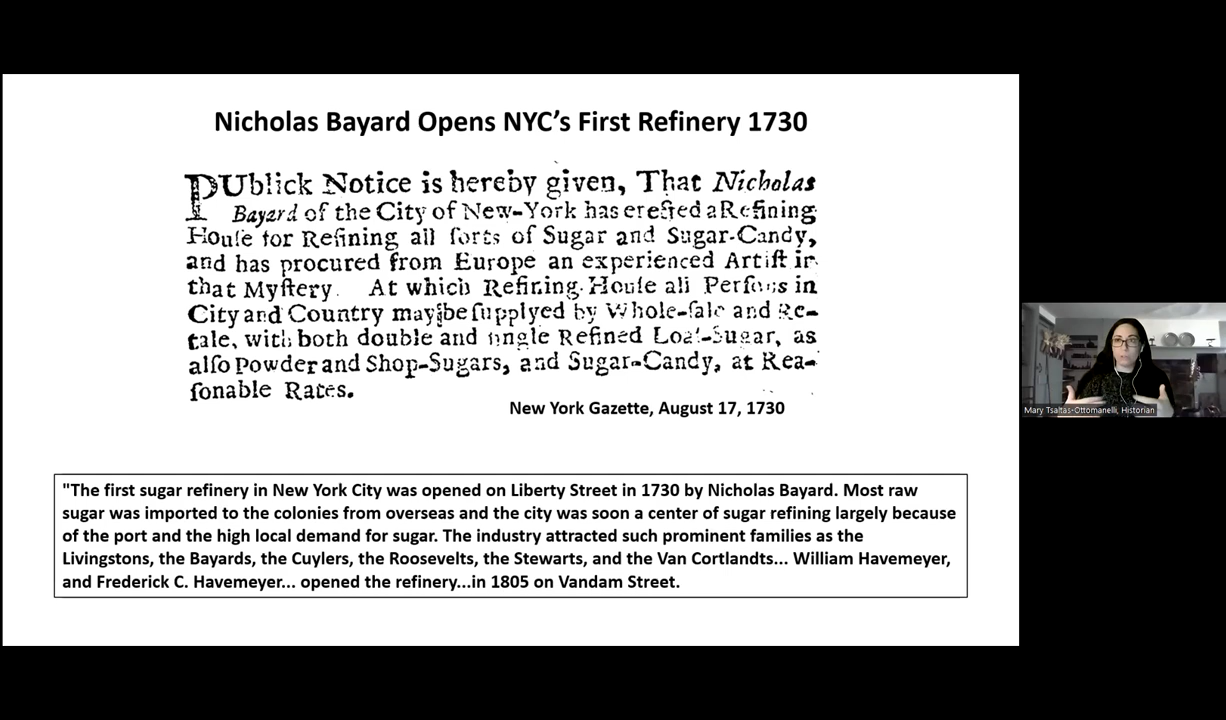 Nicholas Bayard Opens NYC's First Refinery 1730
PUblick Notice is hereby given, That Nicholas
Bayard of the City of New-York has erected a Refining
Houſe for Refining all ſorts of Sugar and Sugar-Candy,
and has procured from Europe an experienced Artiſt in
that Myſtery. At which Refining-Houſe all Perſons in
City and Country may be ſupplyed by Whole-ſale and Re-
tale, with both double and ſingle Refined Loaf-Sugar, as
alſo Powder and Shop-Sugars, and Sugar-Candy, at Rea-
ſonable Rates.
New York Gazette, August 17, 1730
"The first sugar refinery in New York City was opened on Liberty Street in 1730 by Nicholas Bayard. Most raw
sugar was imported to the colonies from overseas and the city was soon a center of sugar refining largely because
of the port and the high local demand for sugar. The industry attracted such prominent families as the
Livingstons, the Bayards, the Cuylers, the Roosevelts, the Stewarts, and the Van Cortlandts... William Havemeyer,
and Frederick C. Havemeyer... opened the refinery...in 1805 on Vandam Street.
Mary Tsaltas-Ottomanelli, Historian